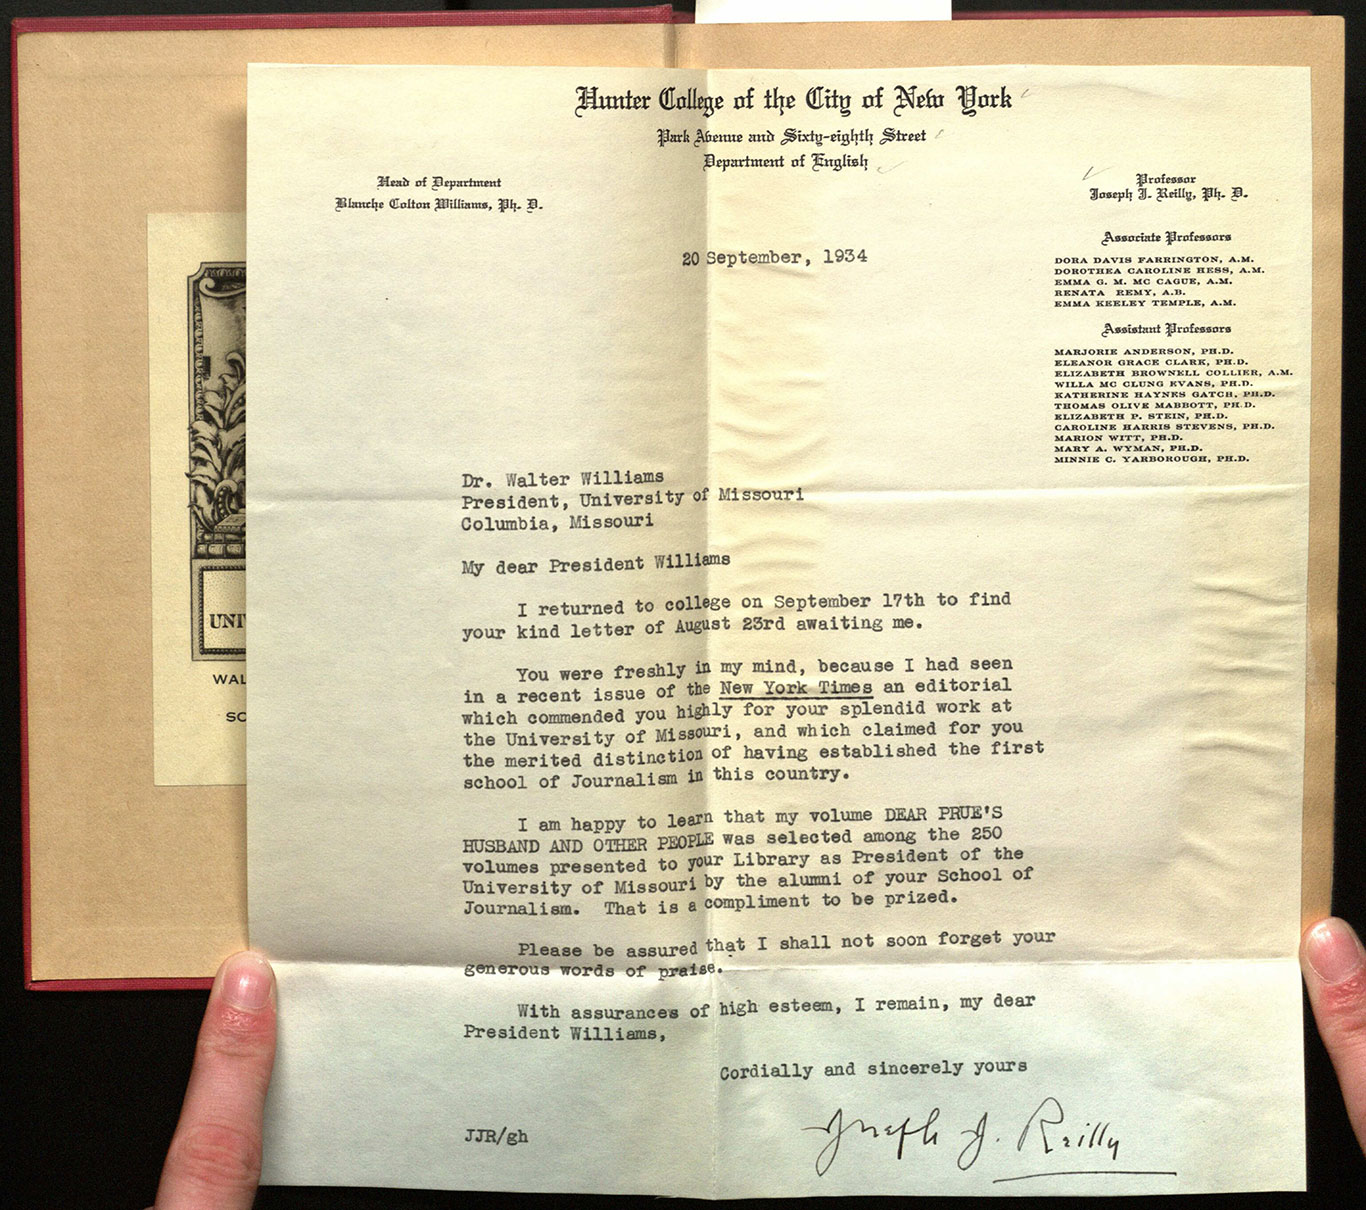 Hunter College of the City of New York
Park Avenue and Sixty-eighth Street
Department of English
Head of Department
Blanche Colton Williams, Ph. D.
Professor
Joseph J. Reilly, Ph. D.
Associate Professors
DORA DAVIS FARRINGTON, A.M.
DOROTHEA CAROLINE HESS, A.M.
EMMA G. M. MC CAGUE, A.M.
RENATA REMY, A.B.
EMMA KEELEY TEMPLE, A.M.
Assistant Professors
MARJORIE ANDERSON, PH.D.
ELEANOR GRACE CLARK, PH.D.
ELIZABETH BROWNELL COLLIER, A.M.
WILLA MC CLUNG EVANS, PH.D.
KATHERINE HAYNES GATCH, PH.D.
THOMAS OLIVE MABBOTT, PH.D.
ELIZABETH P. STEIN, PH.D.
CAROLINE HARRIS STEVENS, PH.D.
MARION WITT, PH.D.
MARY A. WYMAN, PH.D.
MINNIE C. YARBOROUGH, PH.D.
20 September, 1934
Dr. Walter Williams
President, University of Missouri
Columbia, Missouri
My dear President Williams
I returned to college on September 17th to find
your kind letter of August 23rd awaiting me.
You were freshly in my mind, because I had seen
in a recent issue of the New York Times an editorial
which commended you highly for your splendid work at
the University of Missouri, and which claimed for you
the merited distinction of having established the first
school of Journalism in this country.
I am happy to learn that my volume DEAR PRUE'S
HUSBAND AND OTHER PEOPLE was selected among the 250
volumes presented to your Library as President of the
University of Missouri by the alumni of your School of
Journalism. That is a compliment to be prized.
Please be assured that I shall not soon forget your
generous words of praise.
With assurances of high esteem, I remain, my dear
President Williams,
Cordially and sincerely yours
JJR/gh
Joseph J. Reilly
UNI
WAL
SC